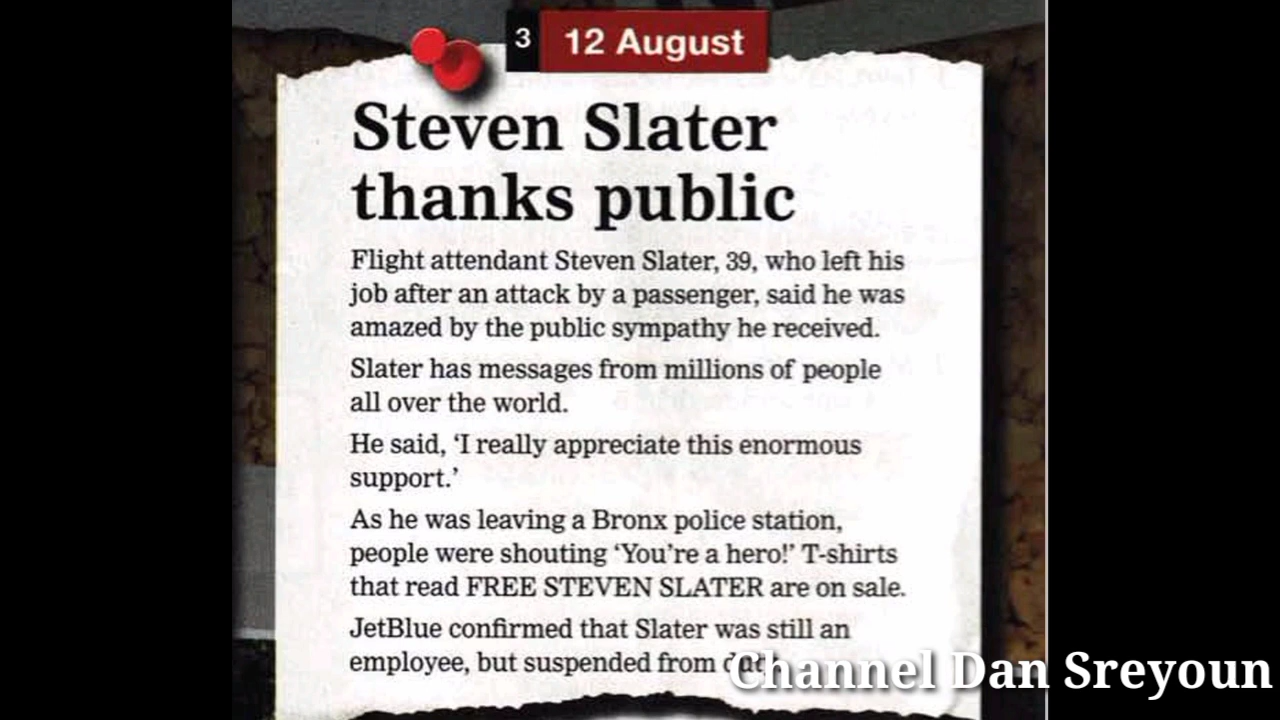 3 12 August
Steven Slater
thanks public
Flight attendant Steven Slater, 39, who left his
job after an attack by a passenger, said he was
amazed by the public sympathy he received.
Slater has messages from millions of people
all over the world.
He said, ‘I really appreciate this enormous
support.’
As he was leaving a Bronx police station,
people were shouting ‘You’re a hero!’ T-shirts
that read FREE STEVEN SLATER are on sale.
JetBlue confirmed that Slater was still an
employee, but suspended from
Channel Dan Sreyoun